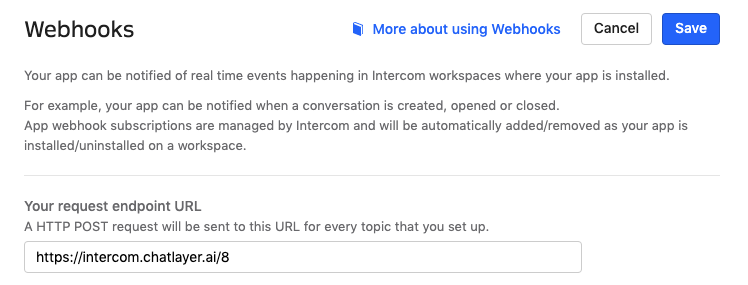 Webhooks
More about using Webhooks
Cancel
Save
Your app can be notified of real time events happening in Intercom workspaces where your app is installed.
For example, your app can be notified when a conversation is created, opened or closed.
App webhook subscriptions are managed by Intercom and will be automatically added/removed as your app is
installed/uninstalled on a workspace.
Your request endpoint URL
A HTTP POST request will be sent to this URL for every topic that you set up.
https://intercom.chatlayer.ai/8